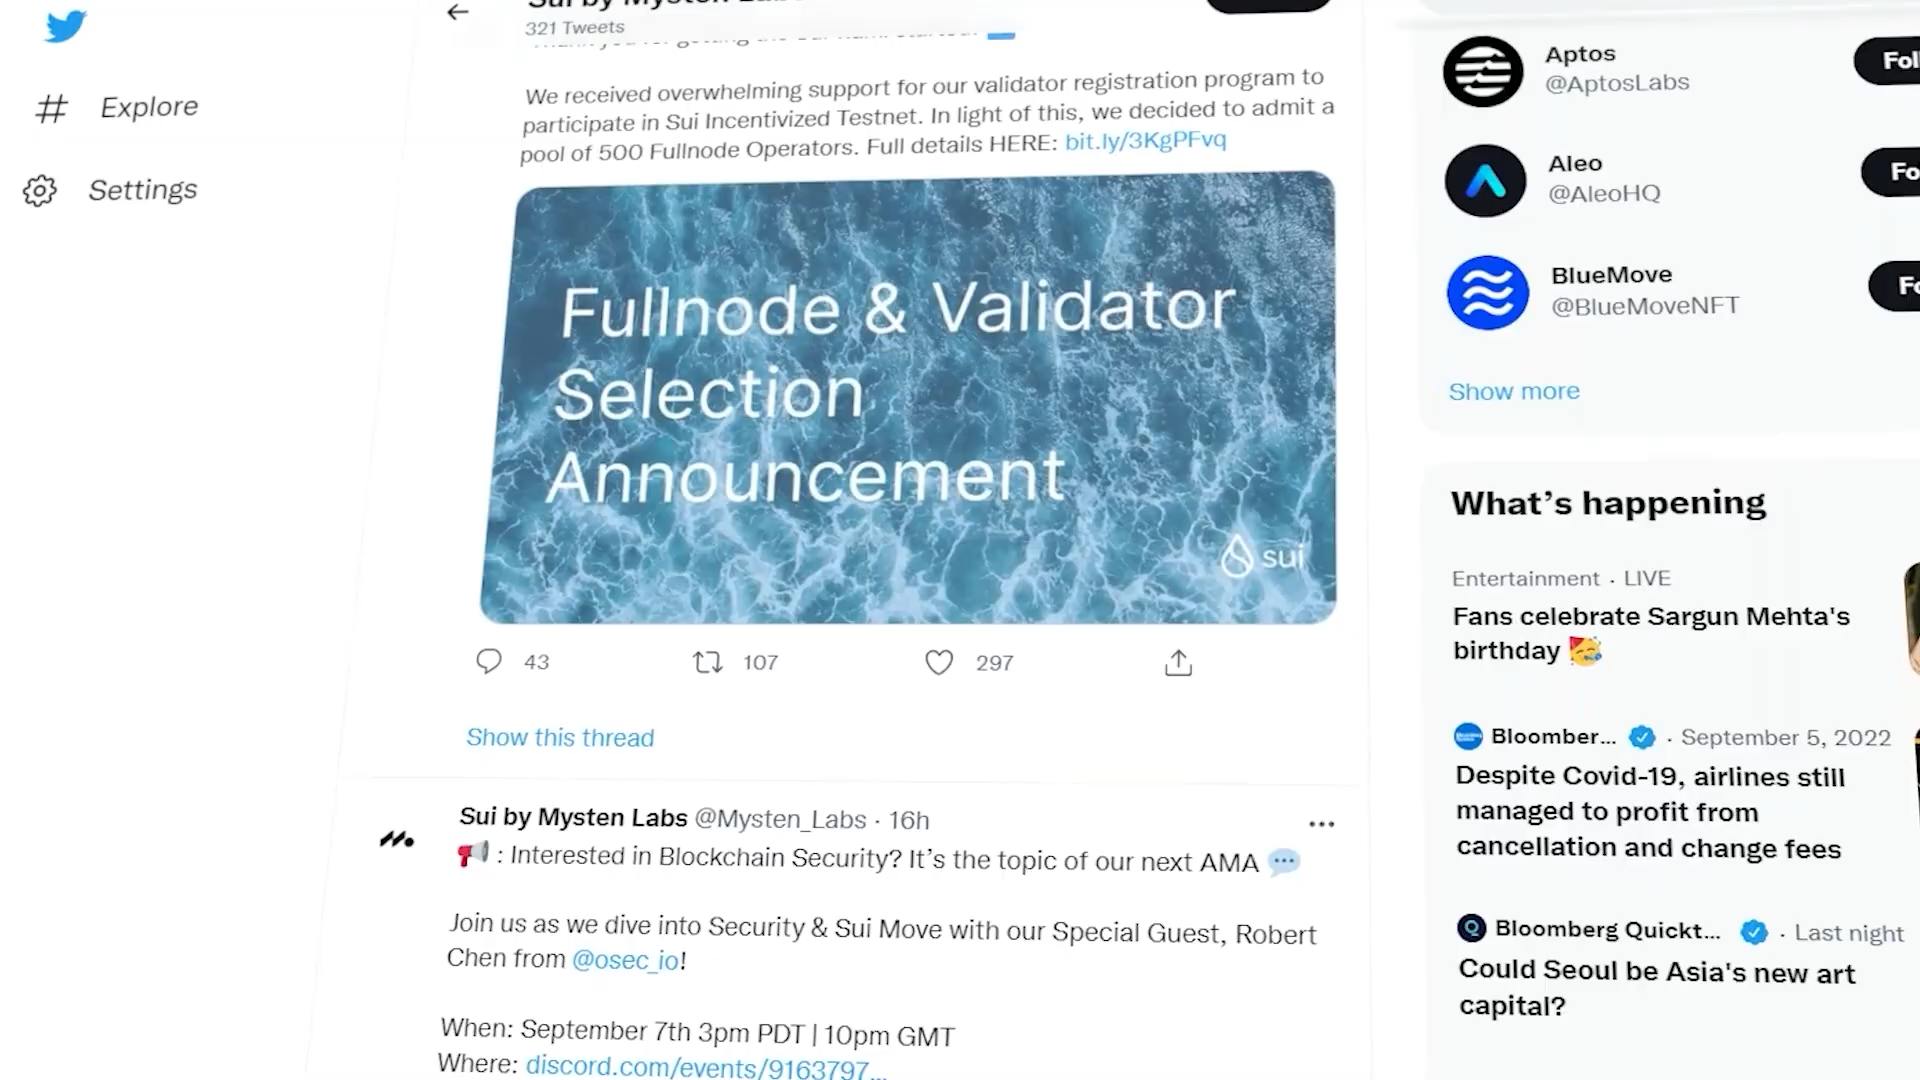 Explore
Settings
Sui by Mysten
321 Tweets
We received overwhelming support for our validator registration program to
participate in Sui Incentivized Testnet. In light of this, we decided to admit a
pool of 500 Fullnode Operators. Full details HERE: bit.ly/3KgPFvq
Fullnode & Validator
Selection
Announcement
sui
43
107
297
Show this thread
Sui by Mysten Labs @Mysten_Labs · 16h
: Interested in Blockchain Security? It’s the topic of our next AMA
Join us as we dive into Security & Sui Move with our Special Guest, Robert
Chen from @osec_io!
When: September 7th 3pm PDT | 10pm GMT
Where: discord.com/events/9163797...
Aptos
@AptosLabs
Fol
Aleo
@AleoHQ
Fo
BlueMove
@BlueMoveNFT
Fo
Show more
What’s happening
Entertainment · LIVE
Fans celebrate Sargun Mehta's
birthday
Bloomber... · September 5, 2022
Despite Covid-19, airlines still
managed to profit from
cancellation and change fees
Bloomberg Quickt... · Last night
Could Seoul be Asia's new art
capital?